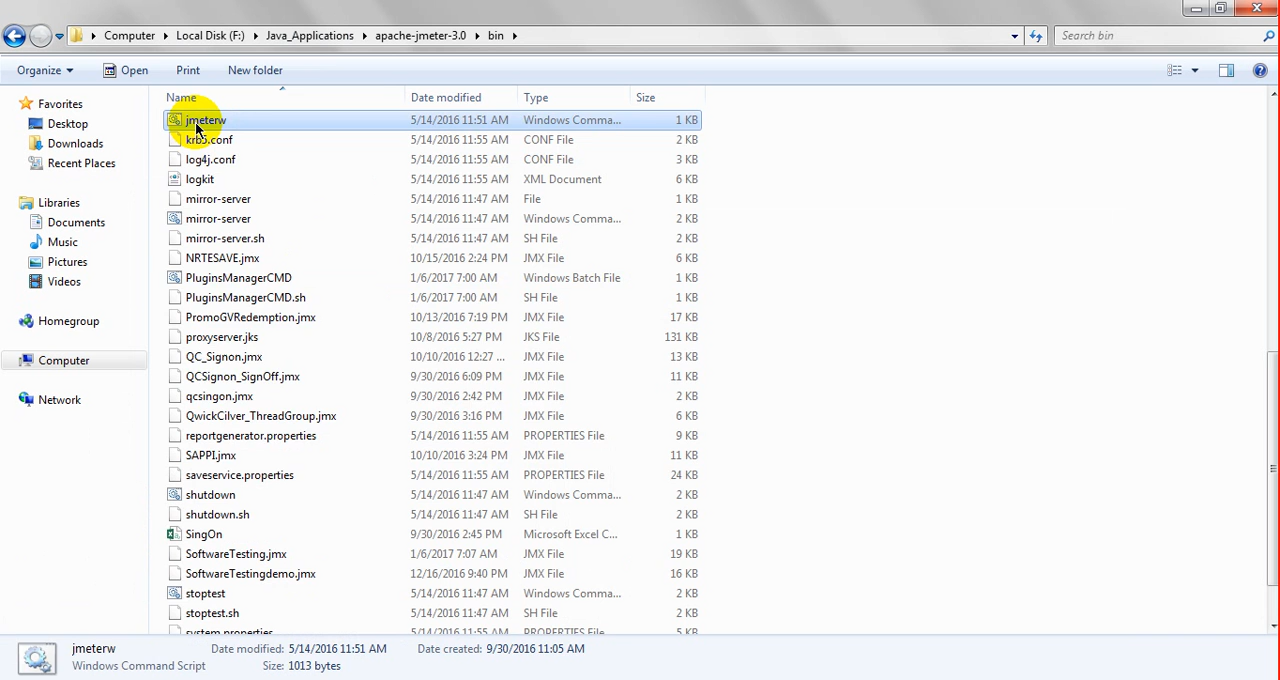 Computer Local Disk (F:) Java_Applications apache-jmeter-3.0 bin Search bin
Organize Open Print New folder
Favorites
Desktop
Downloads
Recent Places
Libraries
Documents
Music
Pictures
Videos
Homegroup
Computer
Network
Name Date modified Type Size
jmeterw 5/14/2016 11:51 AM Windows Comma... 1 KB
krb5.conf 5/14/2016 11:55 AM CONF File 2 KB
log4j.conf 5/14/2016 11:55 AM CONF File 3 KB
logkit 5/14/2016 11:55 AM XML Document 6 KB
mirror-server 5/14/2016 11:47 AM File 2 KB
mirror-server 5/14/2016 11:47 AM Windows Comma... 2 KB
mirror-server.sh 5/14/2016 11:47 AM SH File 2 KB
NRTESAVE.jmx 10/15/2016 2:24 PM JMX File 6 KB
PluginsManagerCMD 1/6/2017 7:00 AM Windows Batch File 1 KB
PluginsManagerCMD.sh 1/6/2017 7:00 AM SH File 1 KB
PromoGVRedemption.jmx 10/13/2016 7:19 PM JMX File 17 KB
proxyserver.jks 10/8/2016 5:27 PM JKS File 131 KB
QC_Signon.jmx 10/10/2016 12:27 ... JMX File 13 KB
QCSignon_SignOff.jmx 9/30/2016 6:09 PM JMX File 11 KB
qcsingon.jmx 9/30/2016 2:42 PM JMX File 2 KB
QwickCilver_ThreadGroup.jmx 9/30/2016 3:16 PM JMX File 6 KB
reportgenerator.properties 5/14/2016 11:55 AM PROPERTIES File 9 KB
SAPPI.jmx 10/10/2016 3:24 PM JMX File 11 KB
saveservice.properties 5/14/2016 11:55 AM PROPERTIES File 24 KB
shutdown 5/14/2016 11:47 AM Windows Comma... 2 KB
shutdown.sh 5/14/2016 11:47 AM SH File 2 KB
SingOn 9/30/2016 2:45 PM Microsoft Excel C... 1 KB
SoftwareTesting.jmx 1/6/2017 7:07 AM JMX File 19 KB
SoftwareTestingdemo.jmx 12/16/2016 9:40 PM JMX File 16 KB
stoptest 5/14/2016 11:47 AM Windows Comma... 2 KB
stoptest.sh 5/14/2016 11:47 AM SH File 2 KB
system.properties 5/14/2016 11:55 AM PROPERTIES File 5 KB
jmeterw Date modified: 5/14/2016 11:51 AM Date created: 9/30/2016 11:05 AM
Windows Command Script Size: 1013 bytes